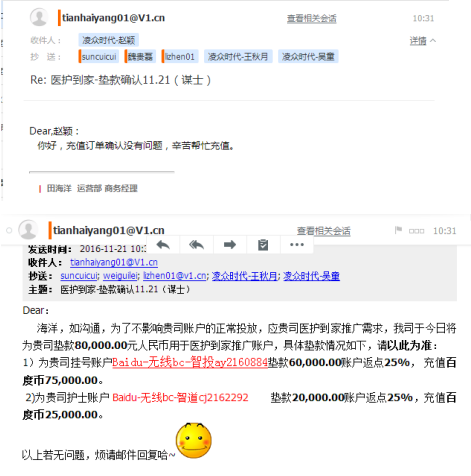 tianhaiyang01@V1.cn 查看相关会话 10:31
收件人： 凌众时代-赵颖 详情
抄 送： suncuicui 魏贵磊 lizhen01 凌众时代-王秋月 凌众时代-吴童
Re: 医护到家-垫款确认11.21（谋士）
Dear,赵颖：
你好，充值订单确认没有问题，辛苦帮忙充值。
田海洋 运营部 商务经理
tianhaiyang01@V1.cn 查看相关会话 10:31
发送时间： 2016-11-21 10:
收件人： tianhaiyang01@V1.cn
抄送： suncuicui; weiguilei; lizhen01@v1.cn; 凌众时代-王秋月; 凌众时代-吴童
主题： 医护到家-垫款确认11.21（谋士）
Dear：
海洋，如沟通，为了不影响贵司账户的正常投放，应贵司医护到家推广需求，我司于今日将
为贵司垫款80,000.00元人民币用于医护到家推广账户，具体垫款情况如下，请以此为准：
1）为贵司挂号账户Baidu-无线bc-智投ay2160884垫款60,000.00账户返点25%， 充值百
度币75,000.00。
2)为贵司护士账户 Baidu-无线bc-智道cj2162292 垫款20,000.00账户返点25%，充值百
度币25,000.00。
以上若无问题，烦请邮件回复哈~